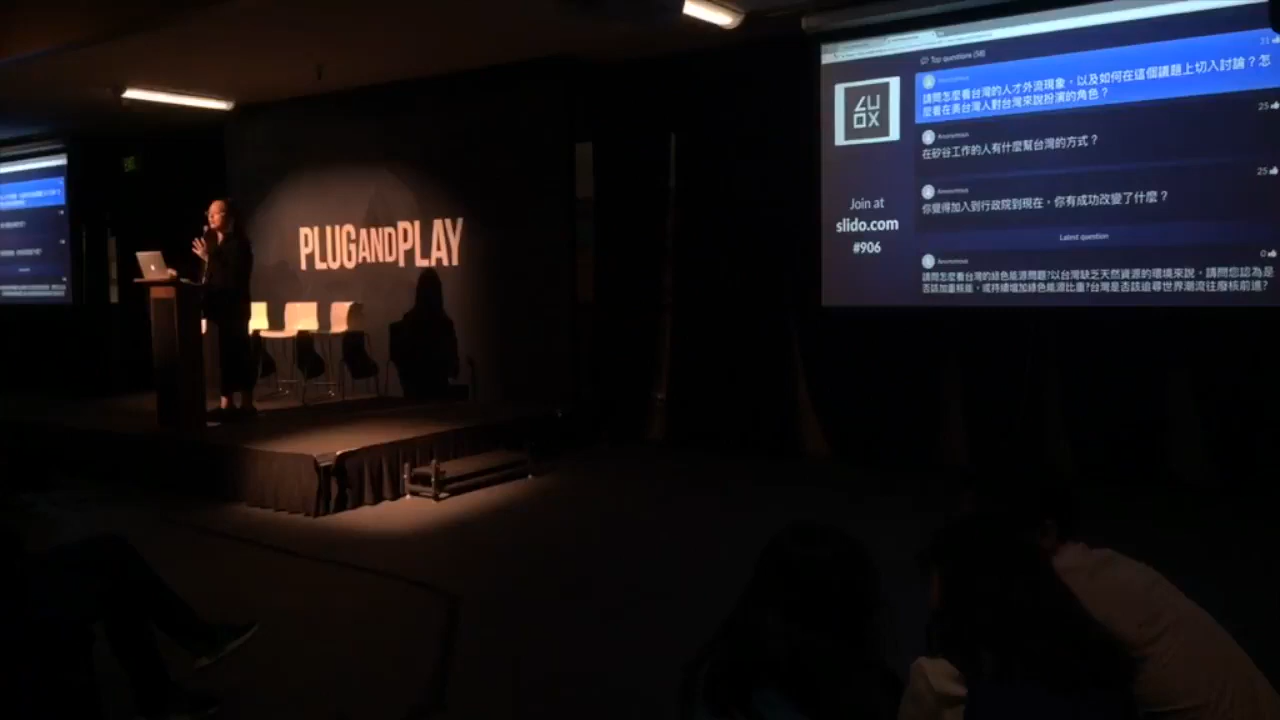 PLUGANDPLAY
Top questions (58)
31
請問怎麼看台灣的人才外流現象，以及如何在這個議題上切入討論？怎
麼看在美台灣人對台灣來說扮演的角色？
25
Anonymous
在矽谷工作的人有什麼幫台灣的方式？
25
Anonymous
你覺得加入到行政院到現在，你有成功改變了什麼？
Latest question
0
Anonymous
請問怎麼看台灣的綠色能源問題?以台灣缺乏天然資源的環境來說，請問您認為是
否該加重核能，或持續增加綠色能源比重?台灣是否該追尋世界潮流往廢核前進?
Join at
slido.com
#906